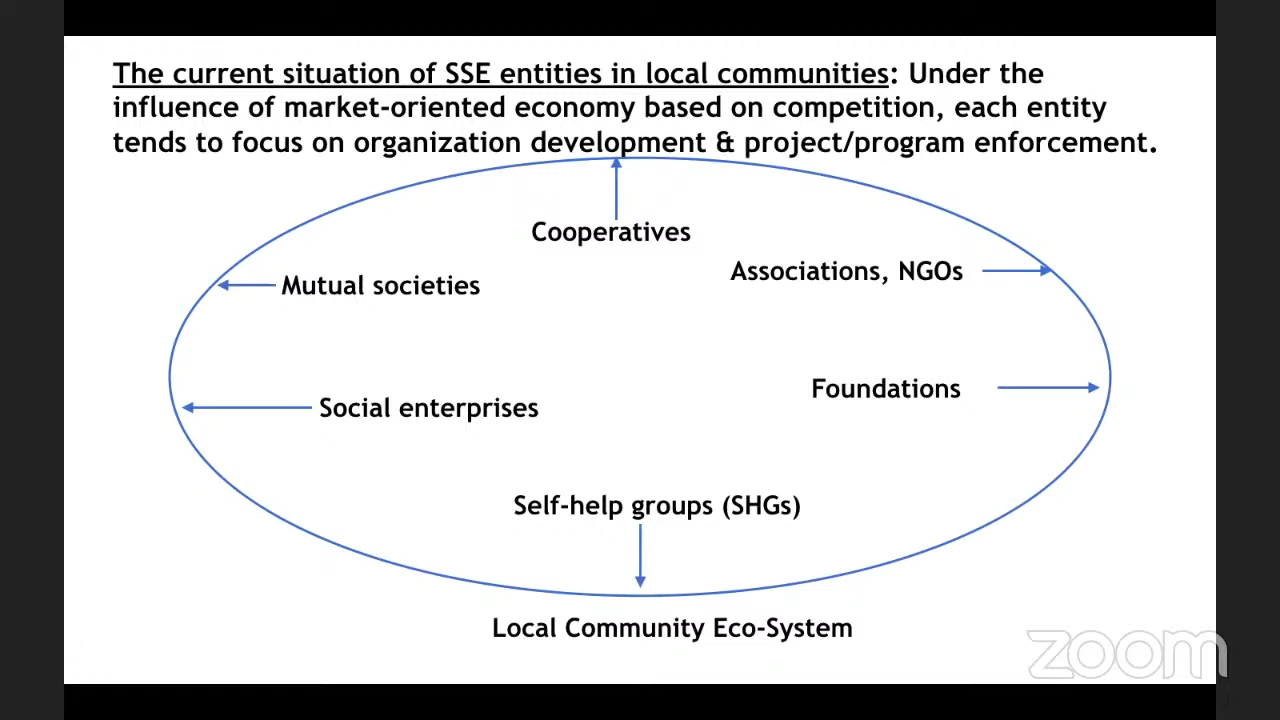 The current situation of SSE entities in local communities: Under the
influence of market-oriented economy based on competition, each entity
tends to focus on organization development & project/program enforcement.
Cooperatives
Associations, NGOs
Mutual societies
Foundations
Social enterprises
Self-help groups (SHGs)
Local Community Eco-System
zoom